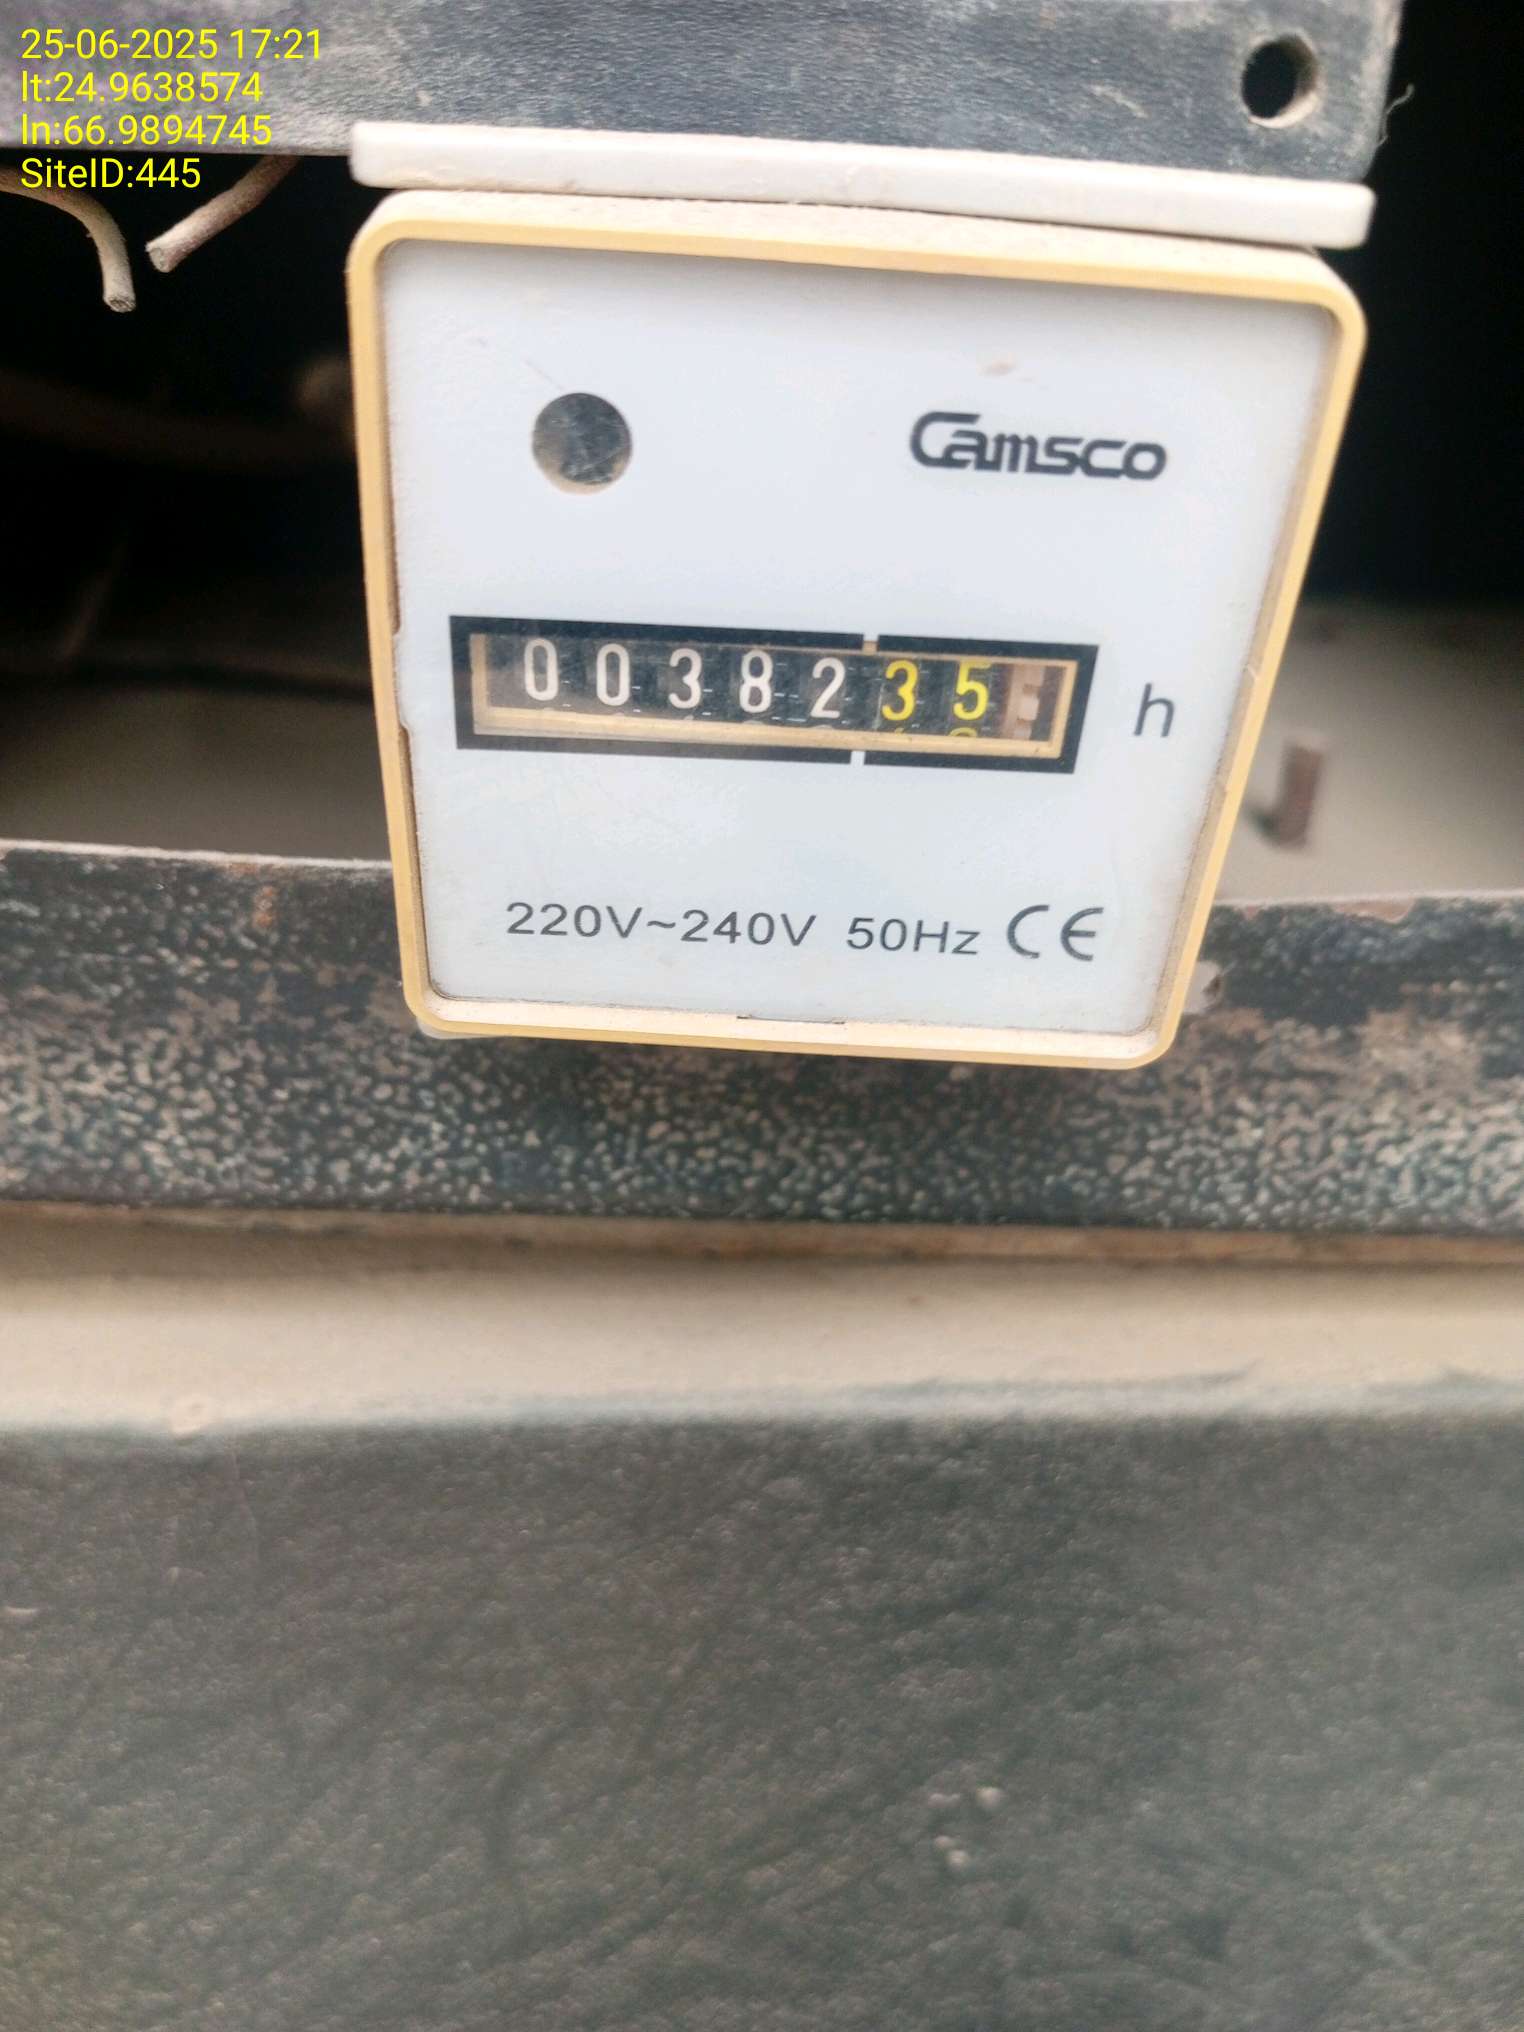 25-06-2025 17:21
lt:24.9638574
ln:66.9894745
SiteID:445
Camsco
0038235
h
220V~240V 50Hz CE